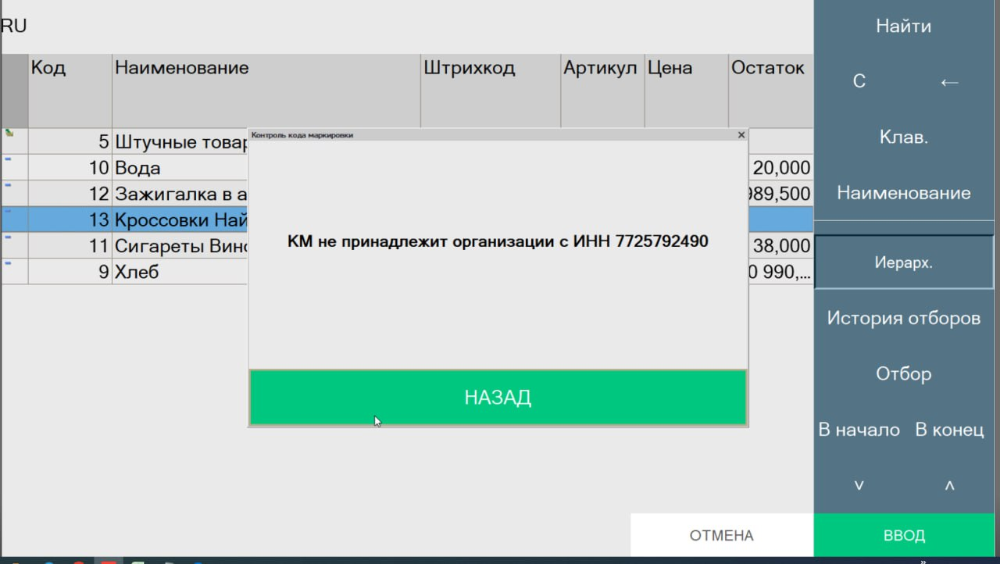 RU
Код Наименование Штрихкод Артикул Цена Остаток
5 Штучные товар
10 Вода 20,000
12 Зажигалка в а 989,500
13 Кроссовки Най
11 Сигареты Винс 38,000
9 Хлеб 0 990,...
Контроль кода маркировки
КМ не принадлежит организации с ИНН 7725792490
НАЗАД
Найти
С ←
Клав.
Наименование
Иерарх.
История отборов
Отбор
В начало В конец
˅ ˄
ОТМЕНА ВВОД
»